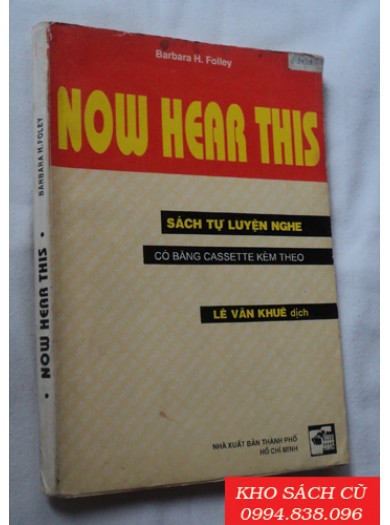 Barbara H. Folley
NOW HEAR THIS
SÁCH TỰ LUYỆN NGHE
CÓ BĂNG CASSETTE KÈM THEO
LÊ VĂN KHUÊ dịch
NHÀ XUẤT BẢN THÀNH PHỐ
HỒ CHÍ MINH
• NOW HEAR THIS • BARBARA H. FOLEY
KHO SÁCH CŨ
0994.838.096